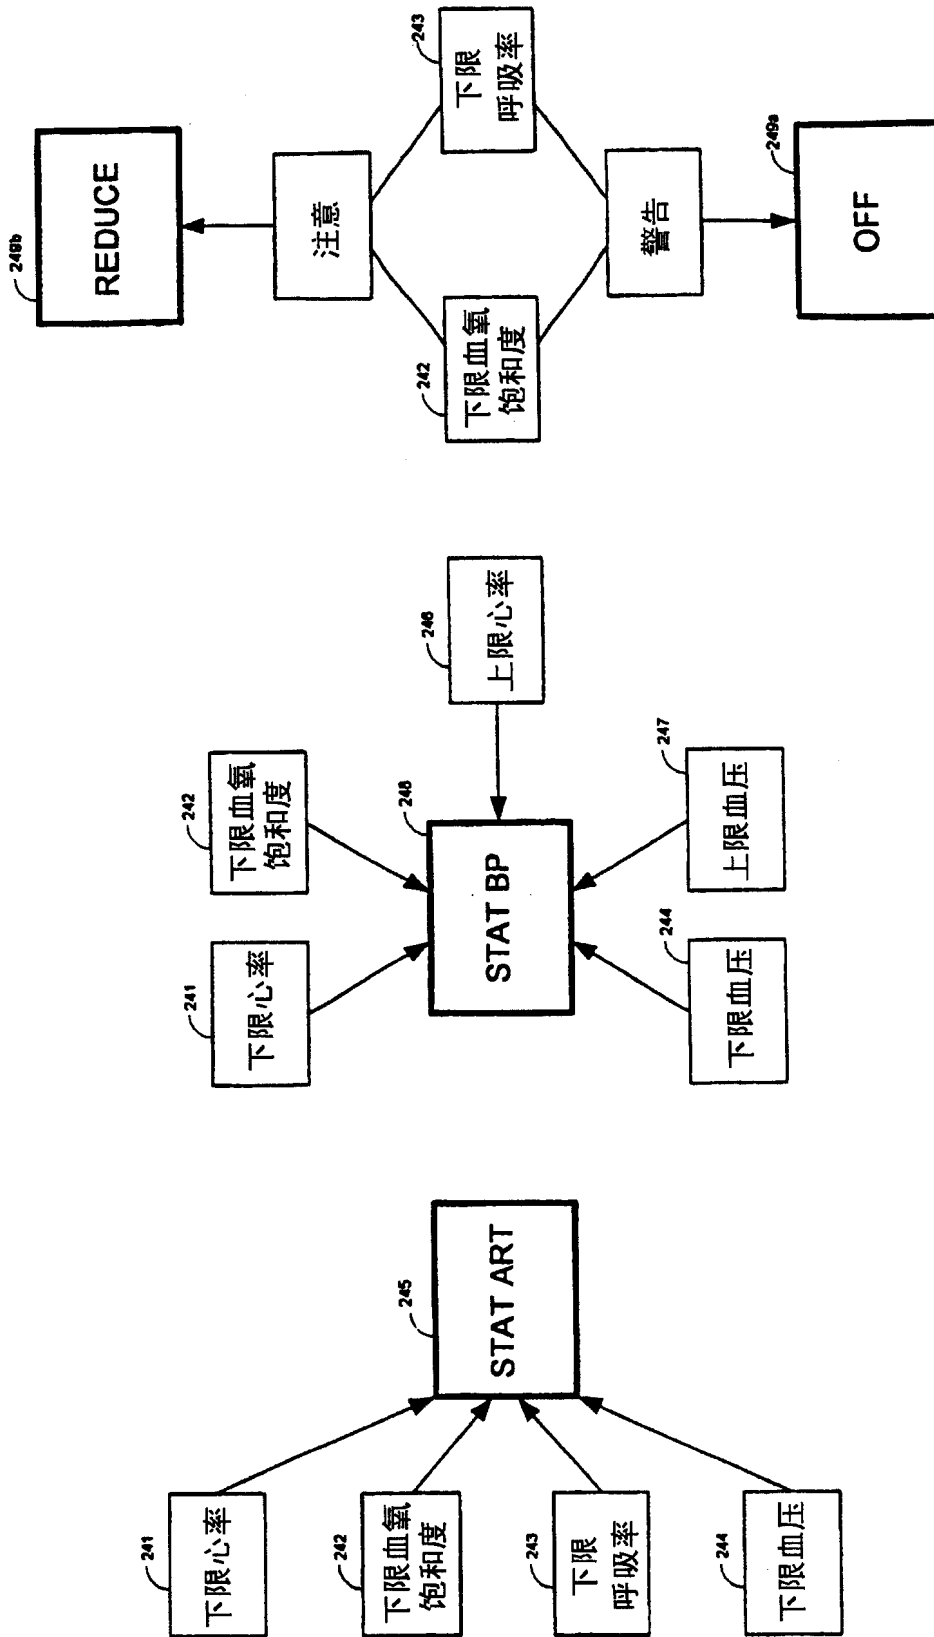 241
下限心率
242
下限血氧
饱和度
243
下限
呼吸率
244
下限血压
245
STAT ART
241
下限心率
242
下限血氧
饱和度
246
上限心率
248
STAT BP
244
下限血压
247
上限血压
249b
REDUCE
注意
242
下限血氧
饱和度
243
下限
呼吸率
警告
249a
OFF